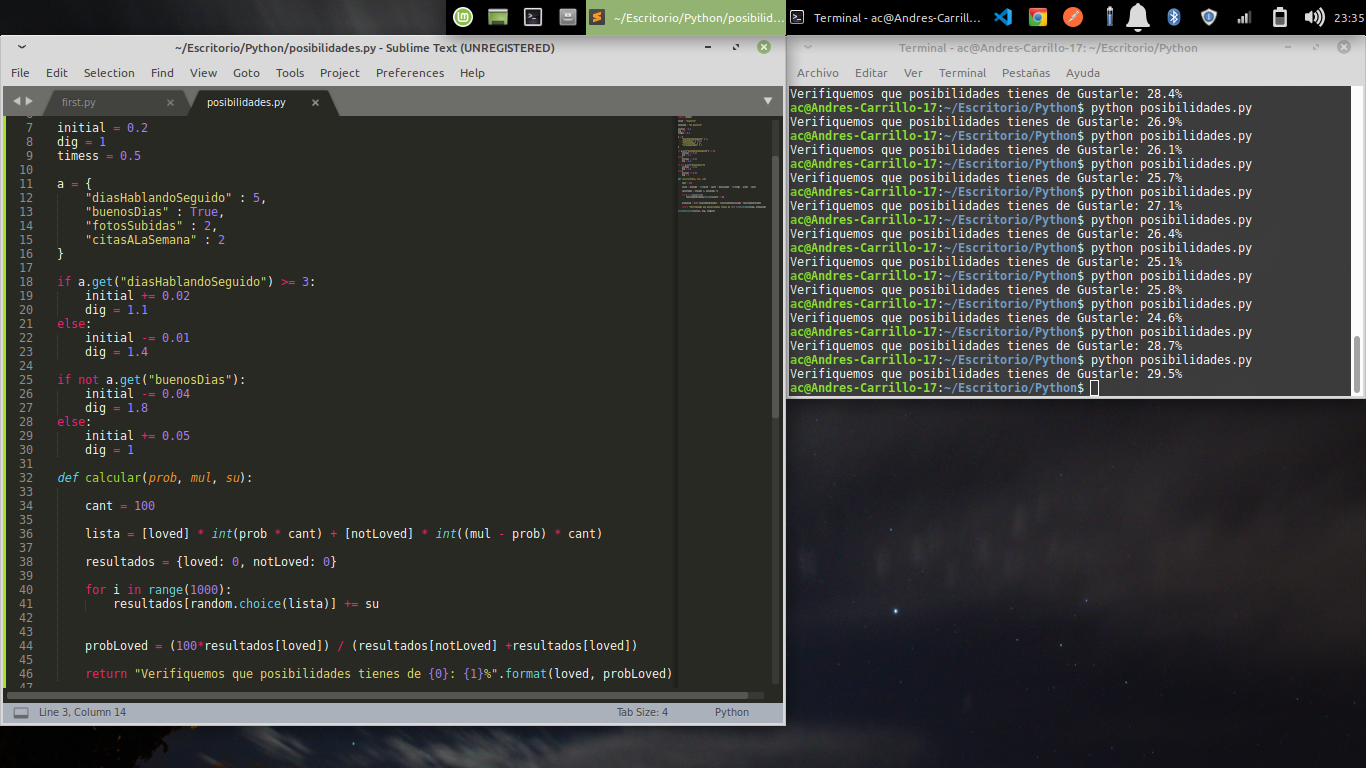 ~/Escritorio/Python/posibilid...
Terminal - ac@Andres-Carrill...
23:35
~/Escritorio/Python/posibilidades.py - Sublime Text (UNREGISTERED)
File Edit Selection Find View Goto Tools Project Preferences Help
first.py
posibilidades.py
7 initial = 0.2
8 dig = 1
9 timess = 0.5
10
11 a = {
12     "diasHablandoSeguido" : 5,
13     "buenosDias" : True,
14     "fotosSubidas" : 2,
15     "citasALaSemana" : 2
16 }
17
18 if a.get("diasHablandoSeguido") >= 3:
19     initial += 0.02
20     dig = 1.1
21 else:
22     initial -= 0.01
23     dig = 1.4
24
25 if not a.get("buenosDias"):
26     initial -= 0.04
27     dig = 1.8
28 else:
29     initial += 0.05
30     dig = 1
31
32 def calcular(prob, mul, su):
33
34     cant = 100
35
36     lista = [loved] * int(prob * cant) + [notLoved] * int((mul - prob) * cant)
37
38     resultados = {loved: 0, notLoved: 0}
39
40     for i in range(1000):
41         resultados[random.choice(lista)] += su
42
43
44     probLoved = (100*resultados[loved]) / (resultados[notLoved] +resultados[loved])
45
46     return "Verifiquemos que posibilidades tienes de {0}: {1}%".format(loved, probLoved)
47
Line 3, Column 14
Tab Size: 4
Python
Terminal - ac@Andres-Carrillo-17: ~/Escritorio/Python
Archivo Editar Ver Terminal Pestañas Ayuda
Verifiquemos que posibilidades tienes de Gustarle: 28.4%
ac@Andres-Carrillo-17:~/Escritorio/Python$ python posibilidades.py
Verifiquemos que posibilidades tienes de Gustarle: 26.9%
ac@Andres-Carrillo-17:~/Escritorio/Python$ python posibilidades.py
Verifiquemos que posibilidades tienes de Gustarle: 26.1%
ac@Andres-Carrillo-17:~/Escritorio/Python$ python posibilidades.py
Verifiquemos que posibilidades tienes de Gustarle: 25.7%
ac@Andres-Carrillo-17:~/Escritorio/Python$ python posibilidades.py
Verifiquemos que posibilidades tienes de Gustarle: 27.1%
ac@Andres-Carrillo-17:~/Escritorio/Python$ python posibilidades.py
Verifiquemos que posibilidades tienes de Gustarle: 26.4%
ac@Andres-Carrillo-17:~/Escritorio/Python$ python posibilidades.py
Verifiquemos que posibilidades tienes de Gustarle: 25.1%
ac@Andres-Carrillo-17:~/Escritorio/Python$ python posibilidades.py
Verifiquemos que posibilidades tienes de Gustarle: 25.8%
ac@Andres-Carrillo-17:~/Escritorio/Python$ python posibilidades.py
Verifiquemos que posibilidades tienes de Gustarle: 24.6%
ac@Andres-Carrillo-17:~/Escritorio/Python$ python posibilidades.py
Verifiquemos que posibilidades tienes de Gustarle: 28.7%
ac@Andres-Carrillo-17:~/Escritorio/Python$ python posibilidades.py
Verifiquemos que posibilidades tienes de Gustarle: 29.5%
ac@Andres-Carrillo-17:~/Escritorio/Python$